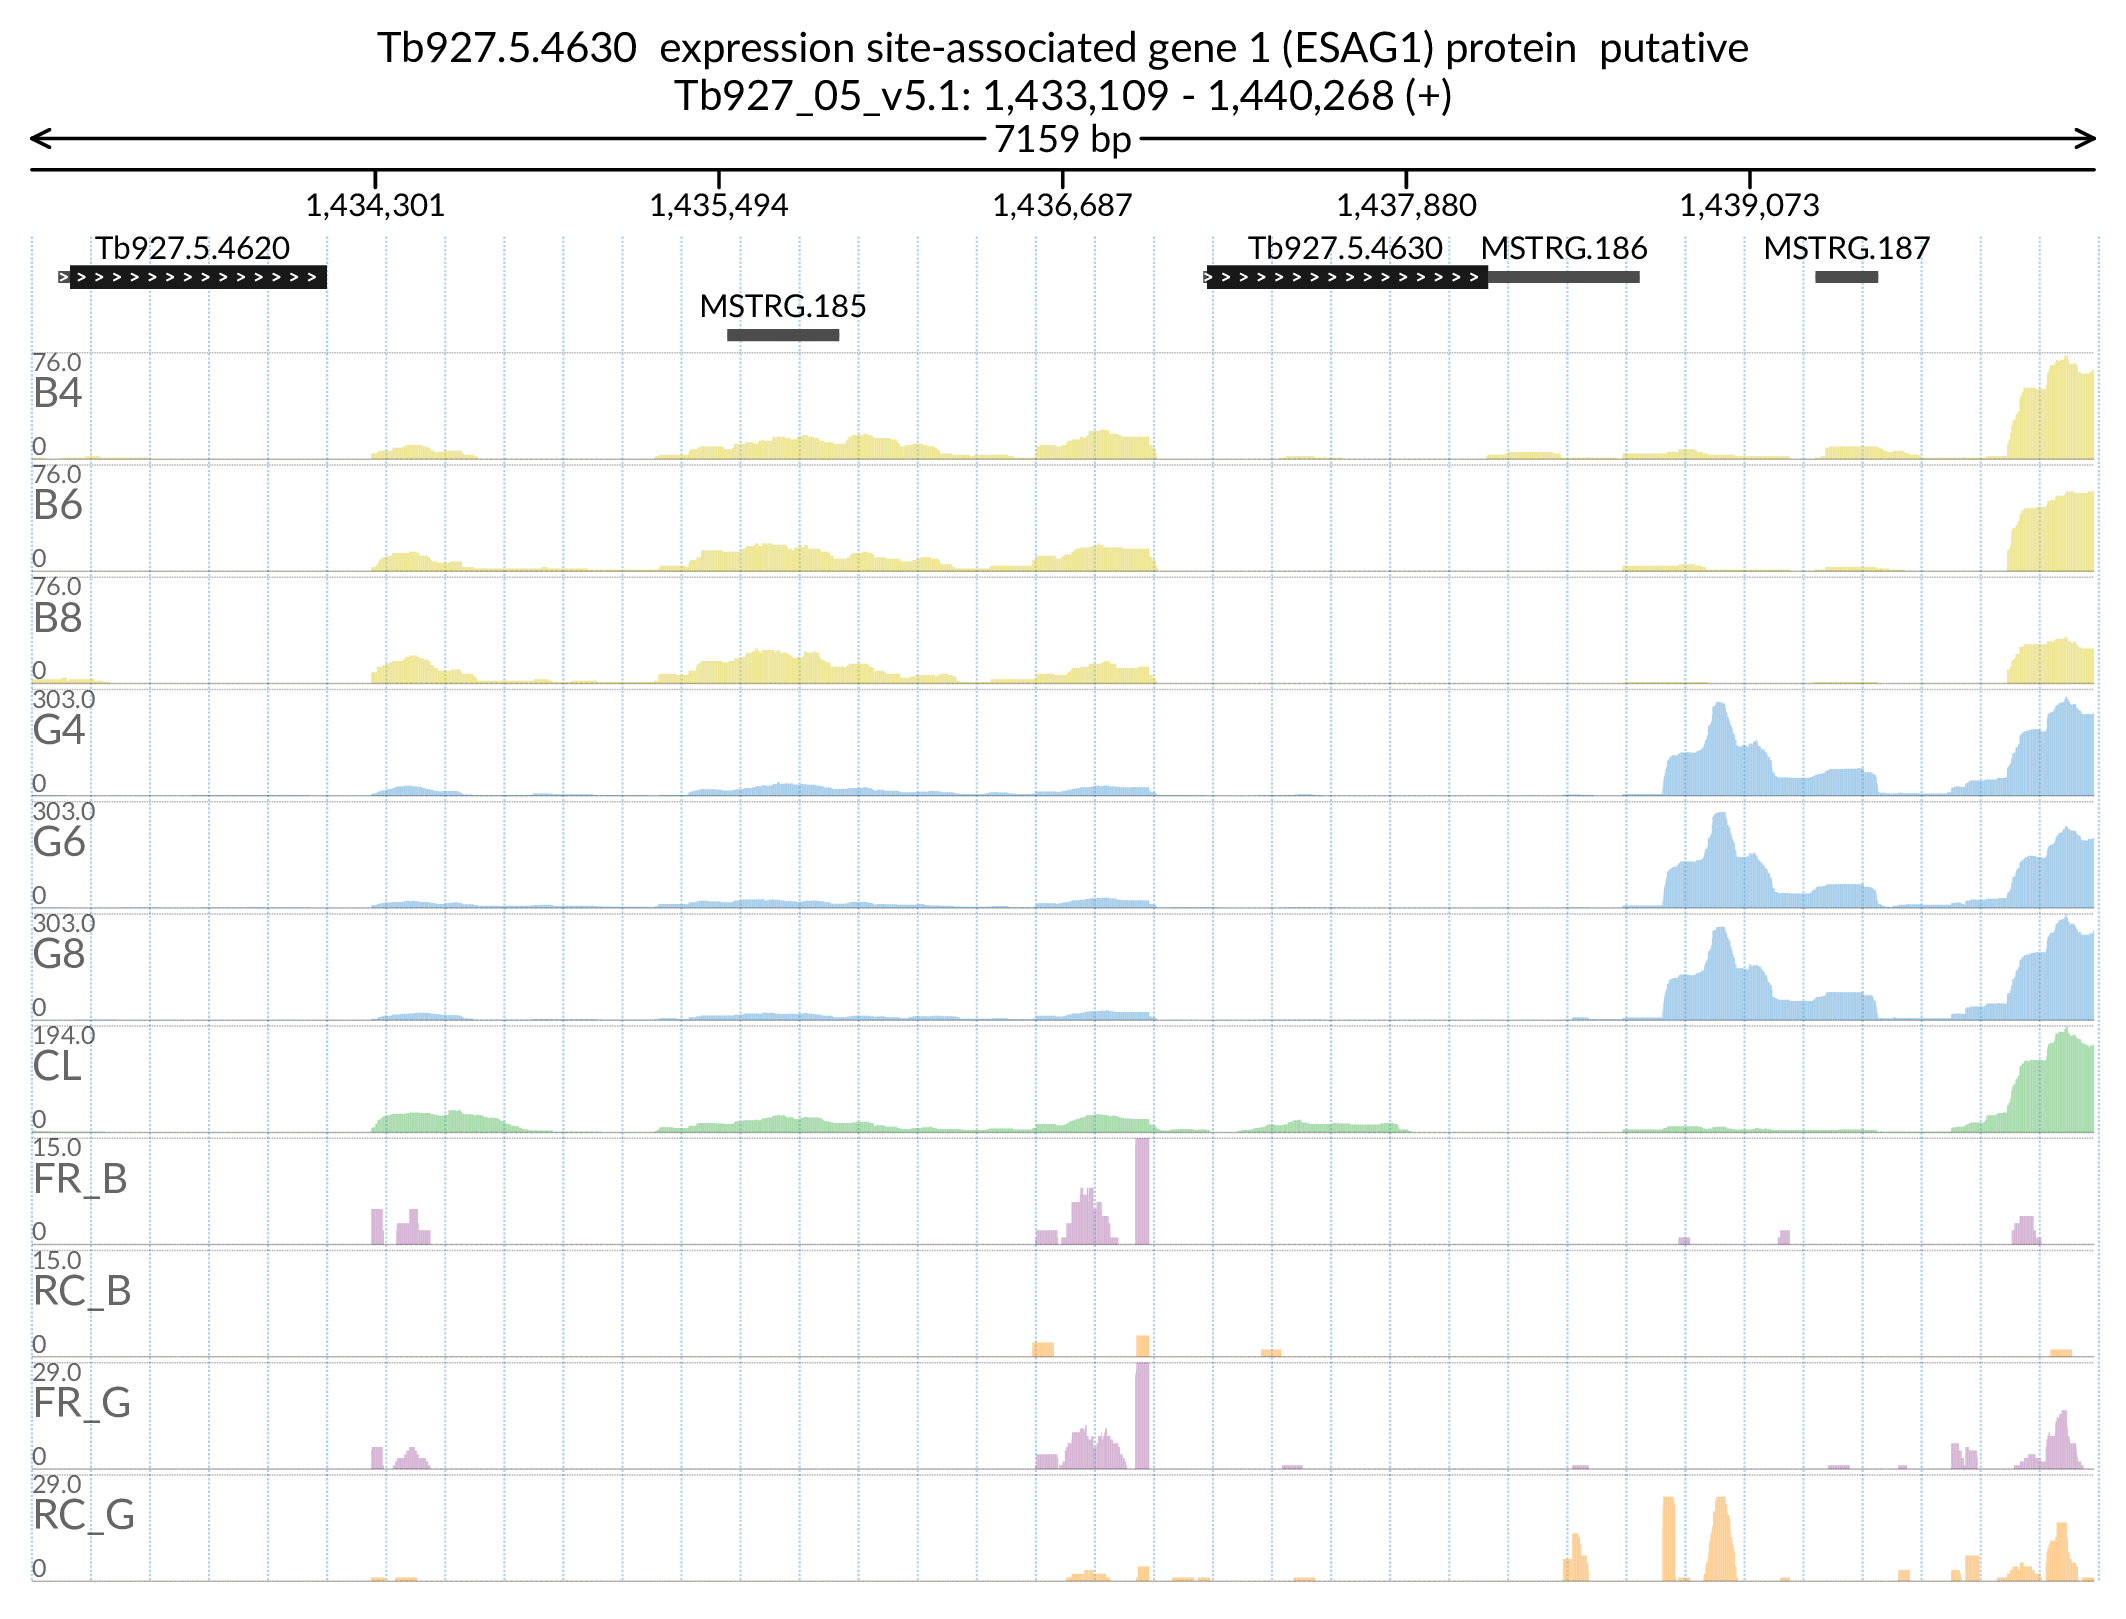 Tb927.5.4630  expression site-associated gene 1 (ESAG1) protein  putative
Tb927_05_v5.1: 1,433,109 - 1,440,268 (+)
7159 bp
1,434,301 1,435,494 1,436,687 1,437,880 1,439,073
Tb927.5.4620 Tb927.5.4630 MSTRG.186 MSTRG.187
MSTRG.185
76.0
B4
0
76.0
B6
0
76.0
B8
0
303.0
G4
0
303.0
G6
0
303.0
G8
0
194.0
CL
0
15.0
FR_B
0
15.0
RC_B
0
29.0
FR_G
0
29.0
RC_G
0